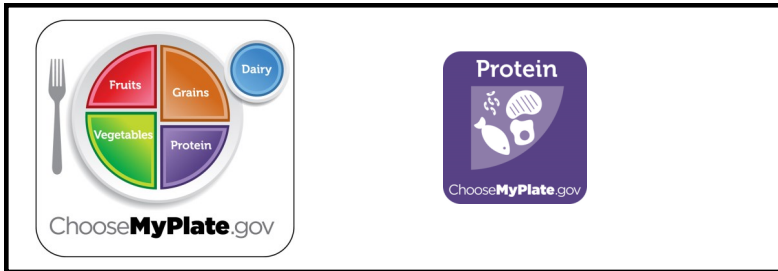 Dairy
Fruits
Grains
Vegetables
Protein
ChooseMyPlate.gov
Protein
ChooseMyPlate.gov